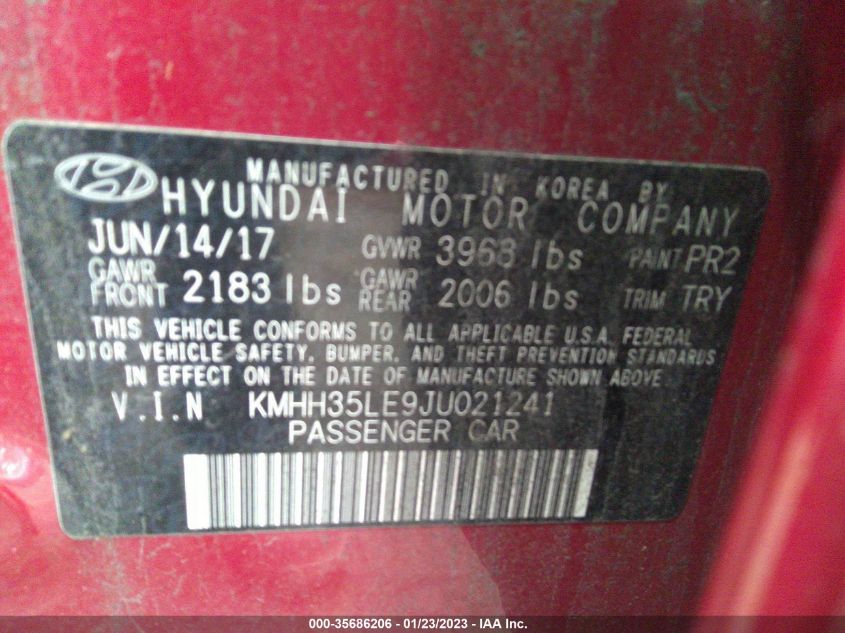 MANUFACTURED IN KOREA BY
HYUNDAI MOTOR COMPANY
JUN/14/17 GVWR 3968 lbs PAINT PR2
GAWR FRONT 2183 lbs GAWR REAR 2006 lbs TRIM TRY
THIS VEHICLE CONFORMS TO ALL APPLICABLE U.S.A. FEDERAL
MOTOR VEHICLE SAFETY, BUMPER, AND THEFT PREVENTION STANDARDS
IN EFFECT ON THE DATE OF MANUFACTURE SHOWN ABOVE
V.I.N KMHH35LE9JU021241
PASSENGER CAR
000-35686206 - 01/23/2023 - IAA Inc.